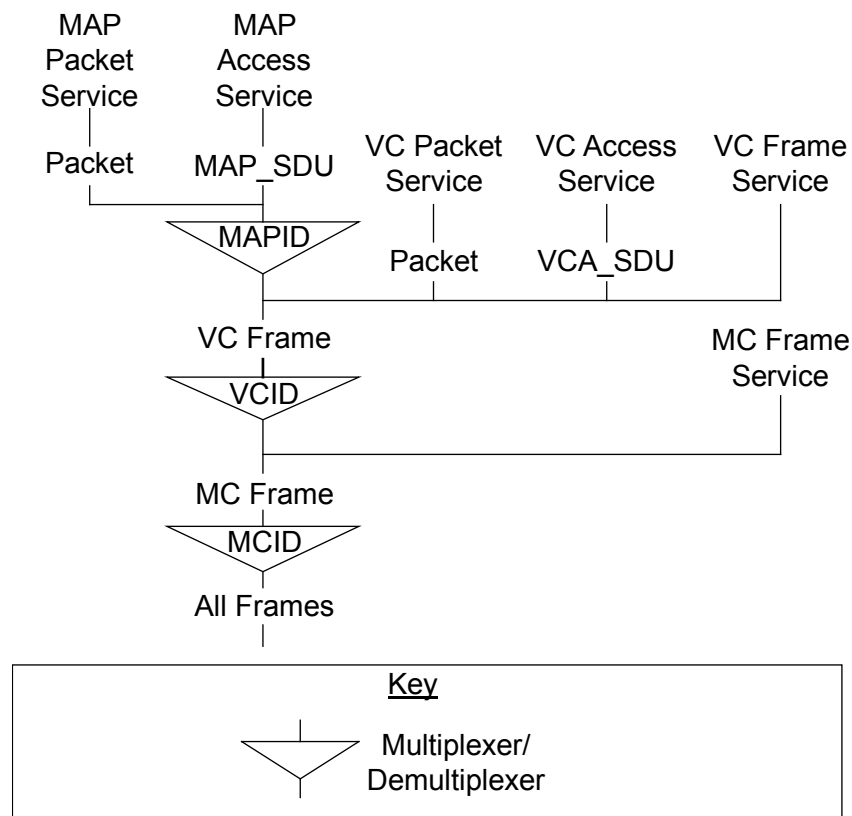 MAP
Packet
Service
MAP
Access
Service
Packet
MAP_SDU
VC Packet
Service
VC Access
Service
VC Frame
Service
MAPID
Packet
VCA_SDU
VC Frame
MC Frame
Service
VCID
MC Frame
MCID
All Frames
Key
Multiplexer/
Demultiplexer